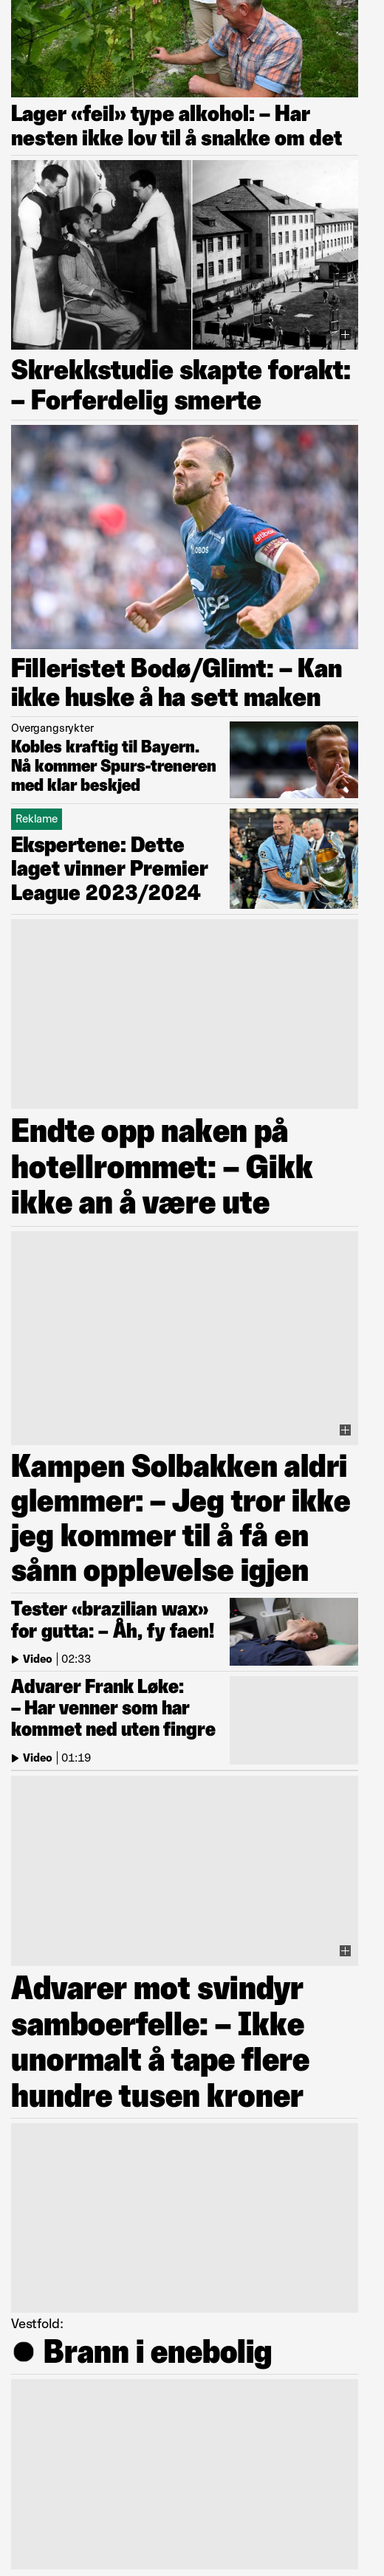 Lager «feil» type alkohol: – Har
nesten ikke lov til å snakke om det
Skrekkstudie skapte forakt:
– Forferdelig smerte
OBOS
Filleristet Bodø/Glimt: – Kan
ikke huske å ha sett maken
Overgangsrykter
Kobles kraftig til Bayern.
Nå kommer Spurs-treneren
med klar beskjed
Reklame
Ekspertene: Dette
laget vinner Premier
League 2023/2024
Endte opp naken på
hotellrommet: – Gikk
ikke an å være ute
Kampen Solbakken aldri
glemmer: – Jeg tror ikke
jeg kommer til å få en
sånn opplevelse igjen
Tester «brazilian wax»
for gutta: – Åh, fy faen!
Video | 02:33
Advarer Frank Løke:
– Har venner som har
kommet ned uten fingre
Video | 01:19
Advarer mot svindyr
samboerfelle: – Ikke
unormalt å tape flere
hundre tusen kroner
Vestfold:
● Brann i enebolig